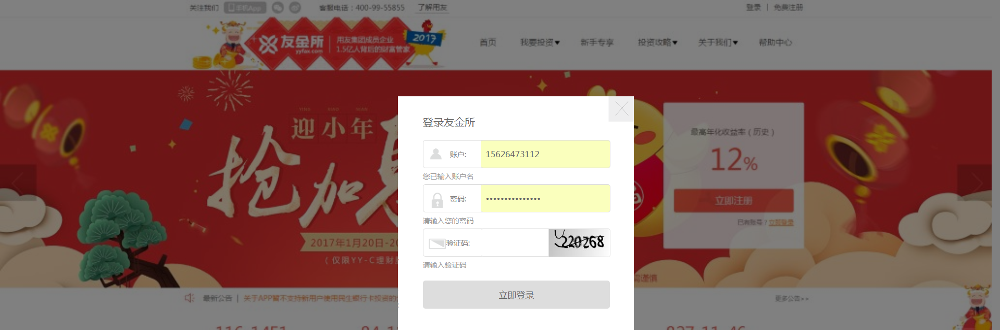 关注我们 手机App 客服电话：400-99-55855 了解用友 登录 | 免费注册
友金所 yyfax.com 用友集团成员企业
1.5亿人背后的财富管家
2017
首页 我要投资▼ 新手专享 投资攻略▼ 关于我们▼ 帮助中心
YING XIAO NIAN
迎小年
抢加
2017年1月20日-20
（仅限YY-C理财
登录友金所
账户: 15626473112
您已输入账户名
密码: •••••••••••••••
请输入您的密码
验证码:
请输入验证码
立即登录
最高年化收益率（历史）
12%
立即注册
已有账号？立即登录
需谨慎
最新公告 | 关于APP暂不支持新用户使用民生银行卡投资的
更多公告>>